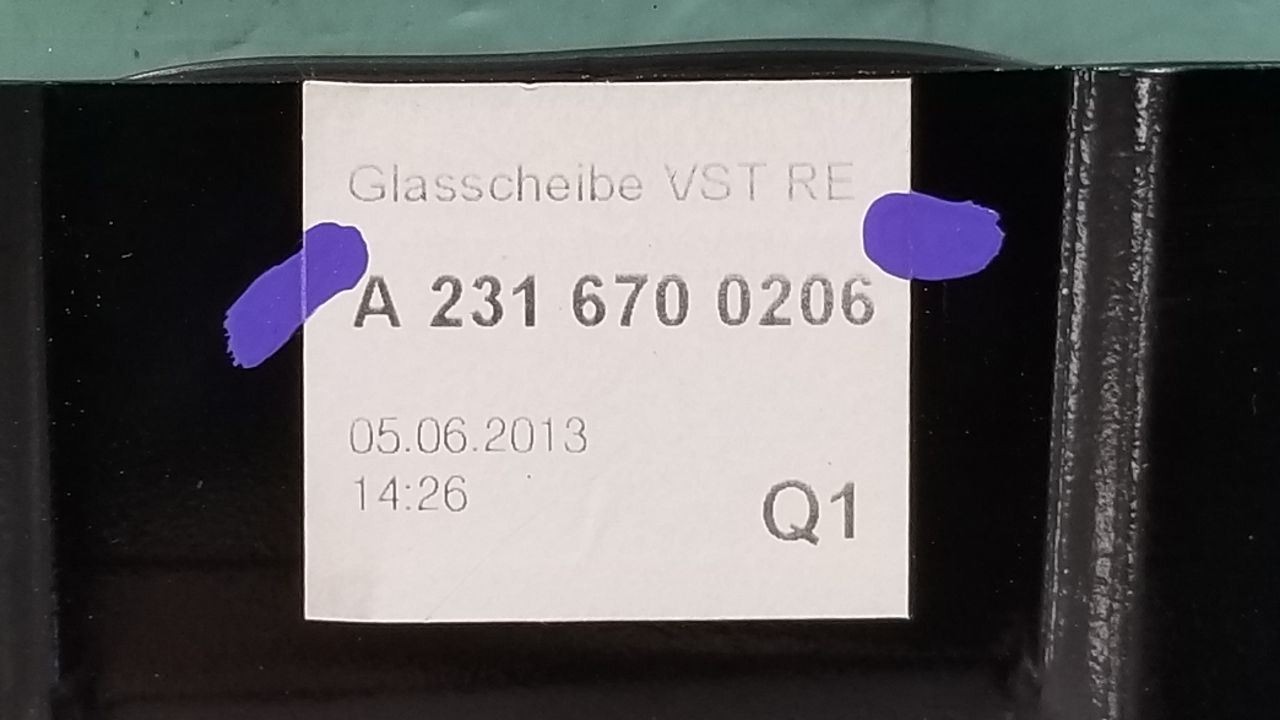 Glasscheibe VST RE
A 231 670 0206
05.06.2013
14:26
Q1